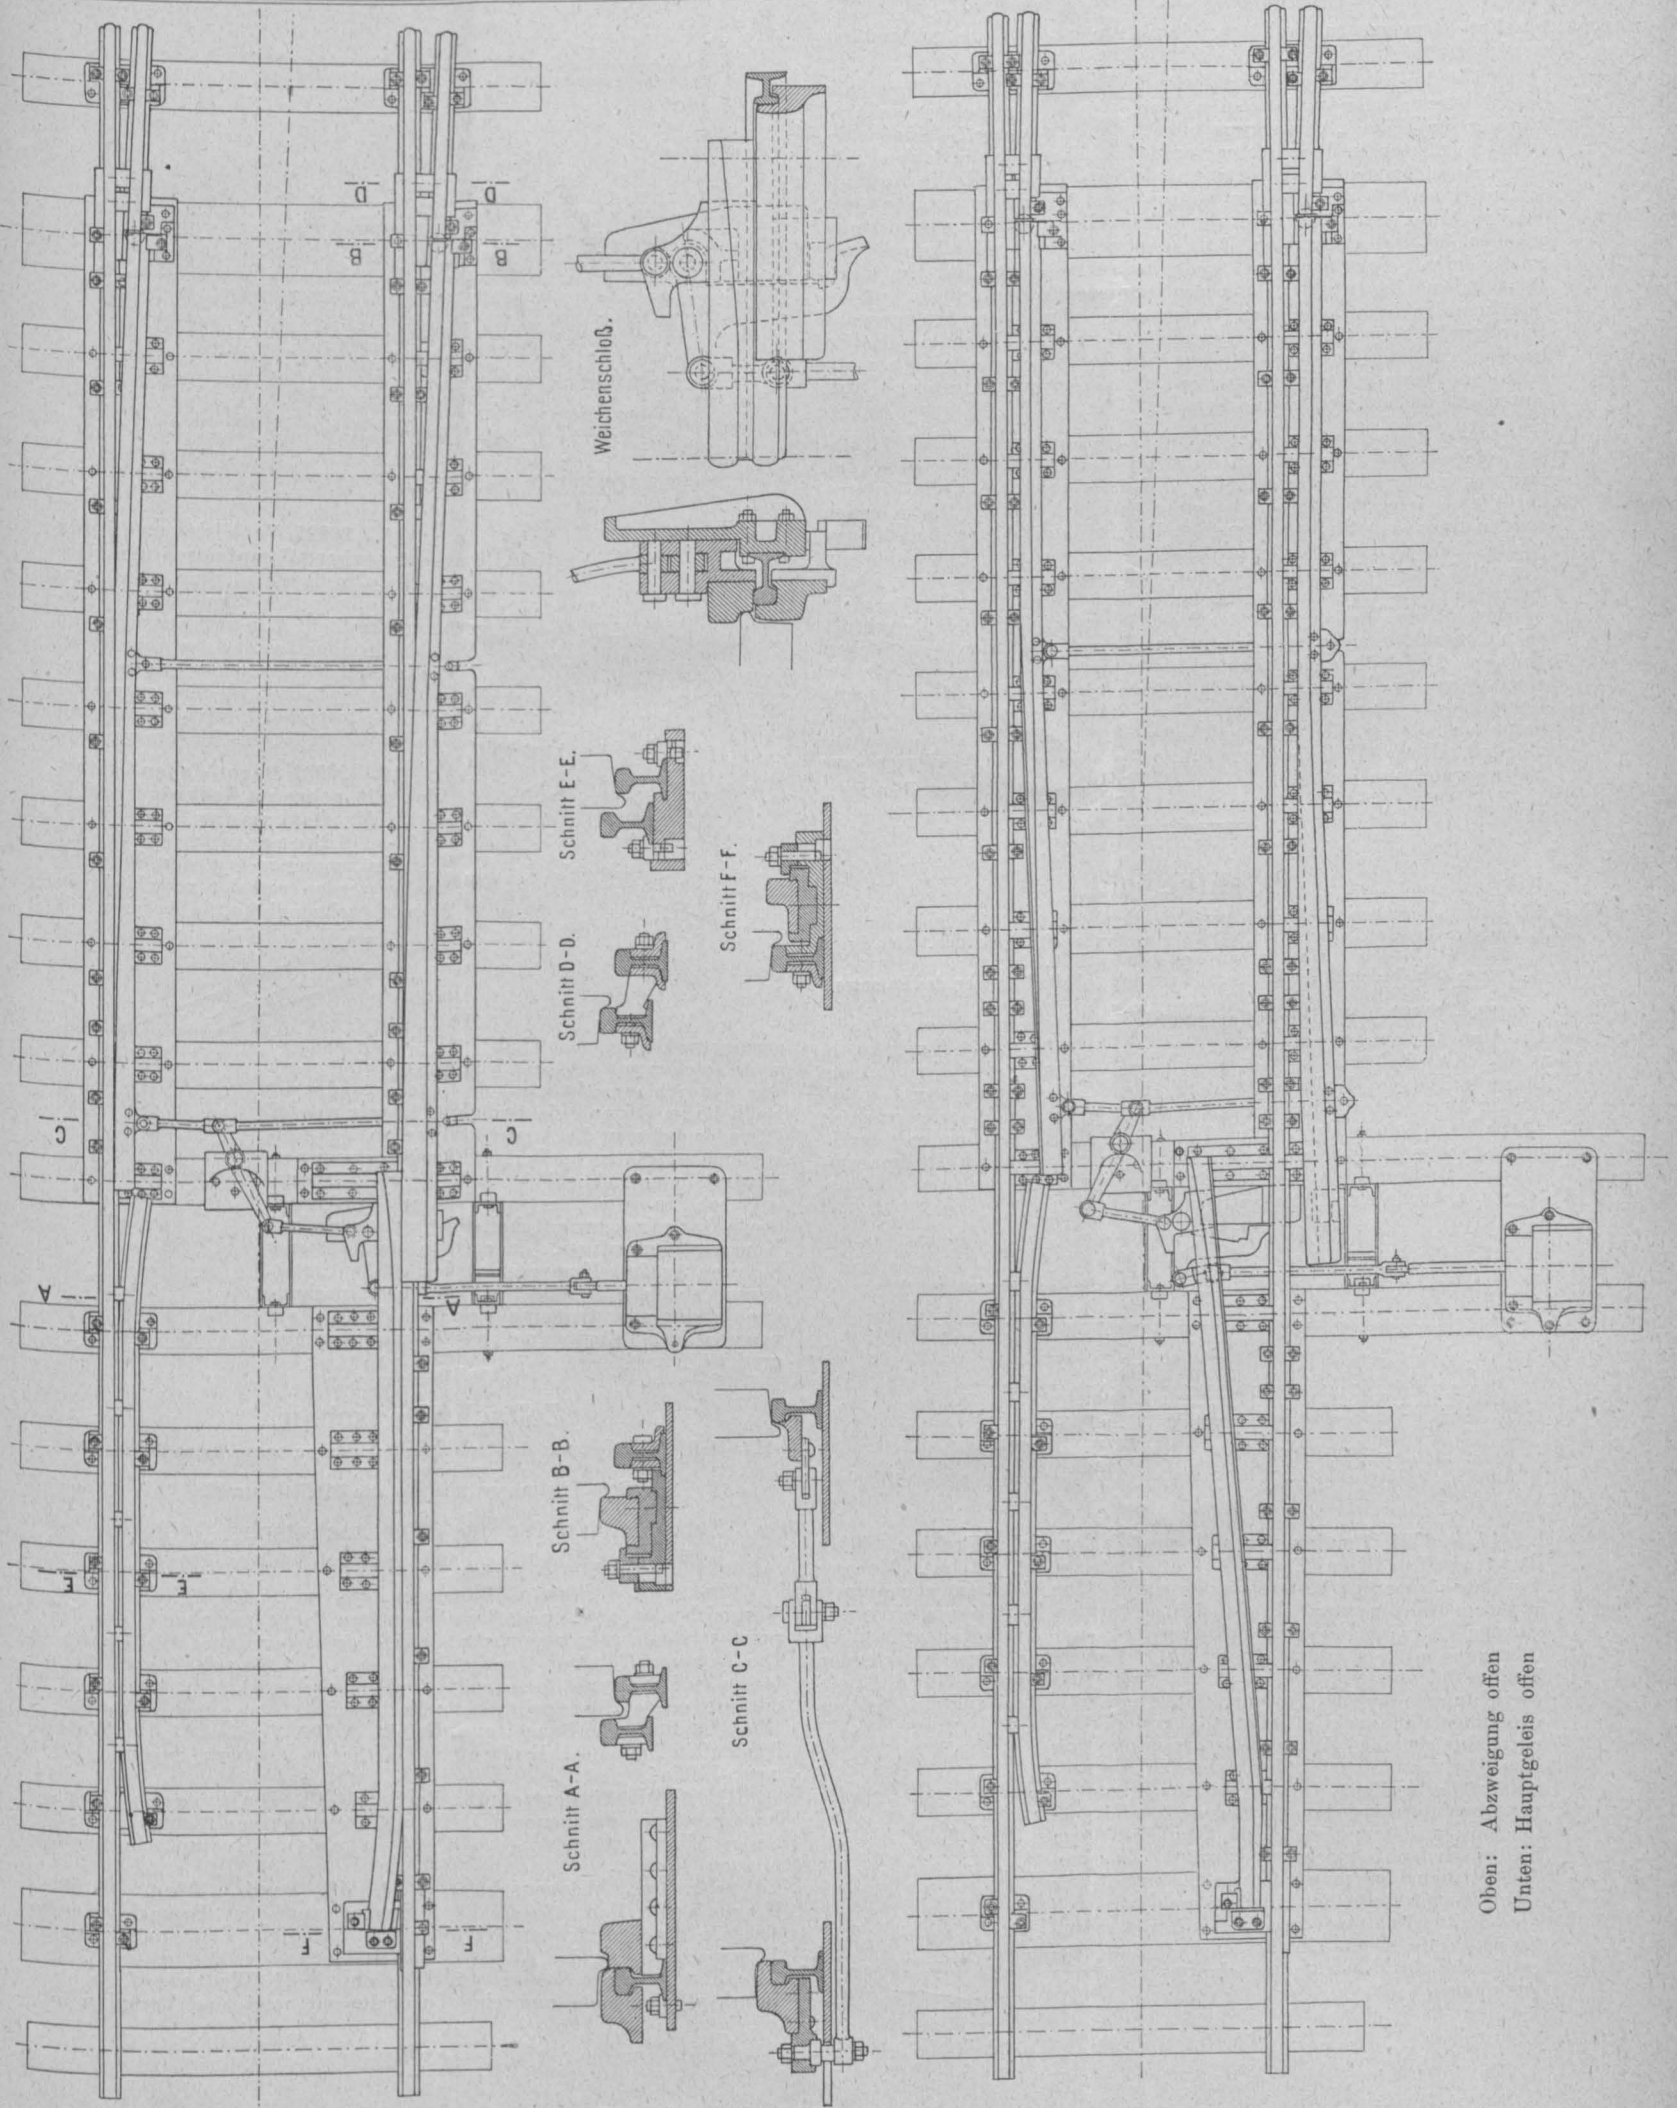 Weichenschloß.
Schnitt E-E.
Schnitt D-D.
Schnitt F-F.
Schnitt B-B.
Schnitt A-A.
Schnitt C-C
D
D
B
B
C
C
A
A
E
E
F
F
Oben: Abzweigung offen
Unten: Hauptgeleis offen